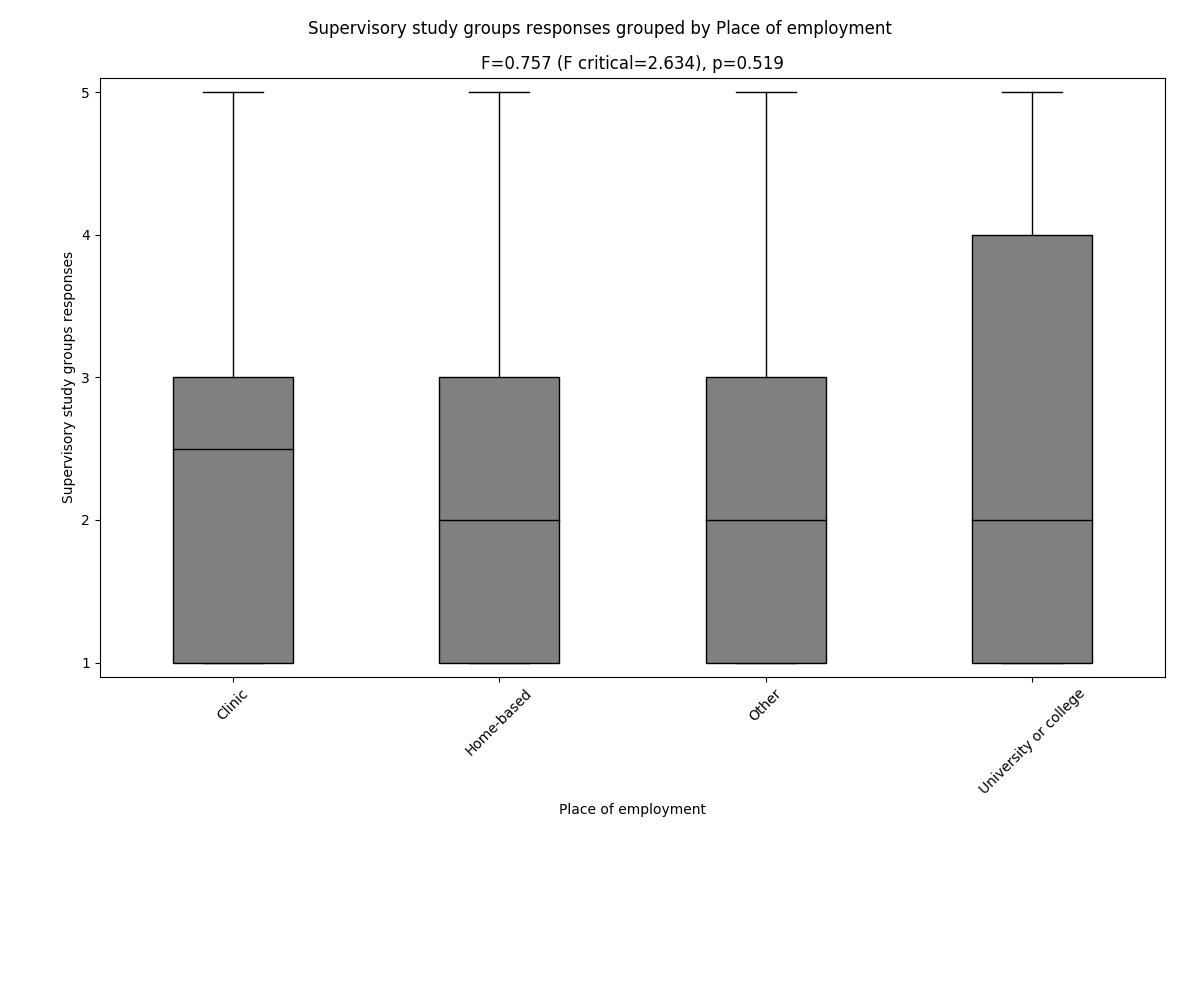 Supervisory study groups responses grouped by Place of employment
F=0.757 (F critical=2.634), p=0.519
Supervisory study groups responses
5
4
3
2
1
Clinic
Home-based
Other
University or college
Place of employment